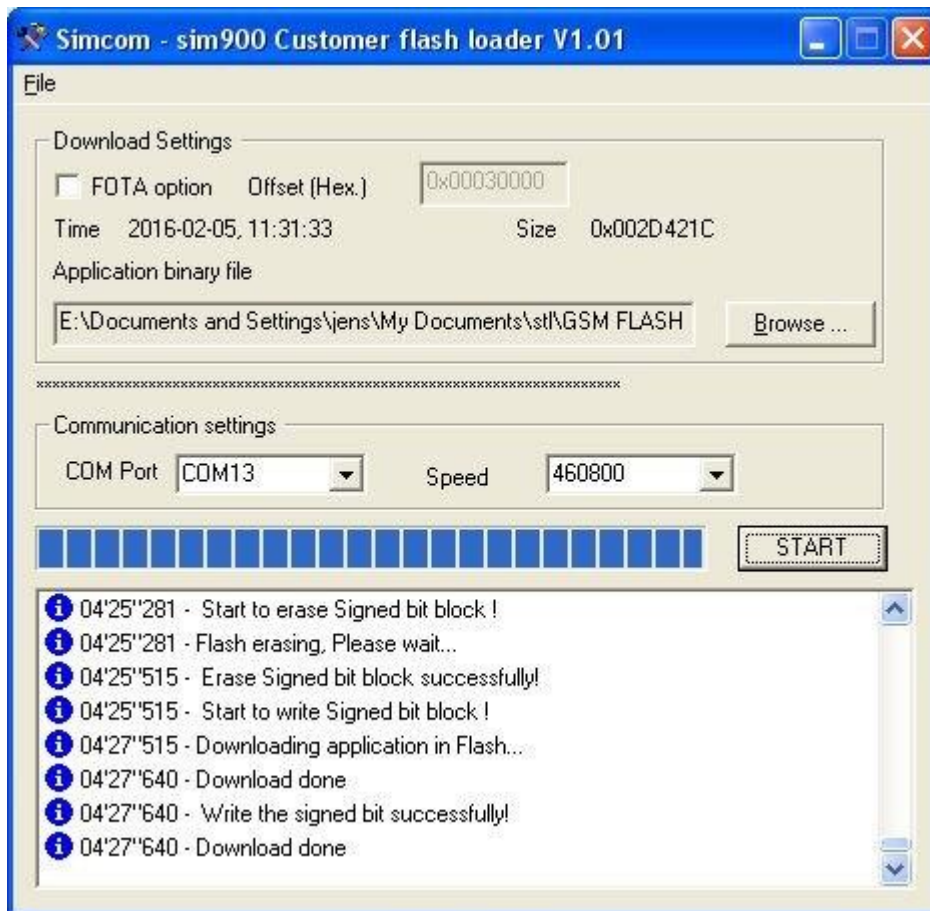 Simcom - sim900 Customer flash loader V1.01
File
Download Settings
FOTA option Offset (Hex.) 0x00030000
Time 2016-02-05, 11:31:33 Size 0x002D421C
Application binary file
E:\Documents and Settings\jens\My Documents\stl\GSM FLASH Browse ...
Communication settings
COM Port COM13 Speed 460800
START
04'25"281 - Start to erase Signed bit block !
04'25"281 - Flash erasing, Please wait...
04'25"515 - Erase Signed bit block successfully!
04'25"515 - Start to write Signed bit block !
04'27"515 - Downloading application in Flash...
04'27"640 - Download done
04'27"640 - Write the signed bit successfully!
04'27"640 - Download done